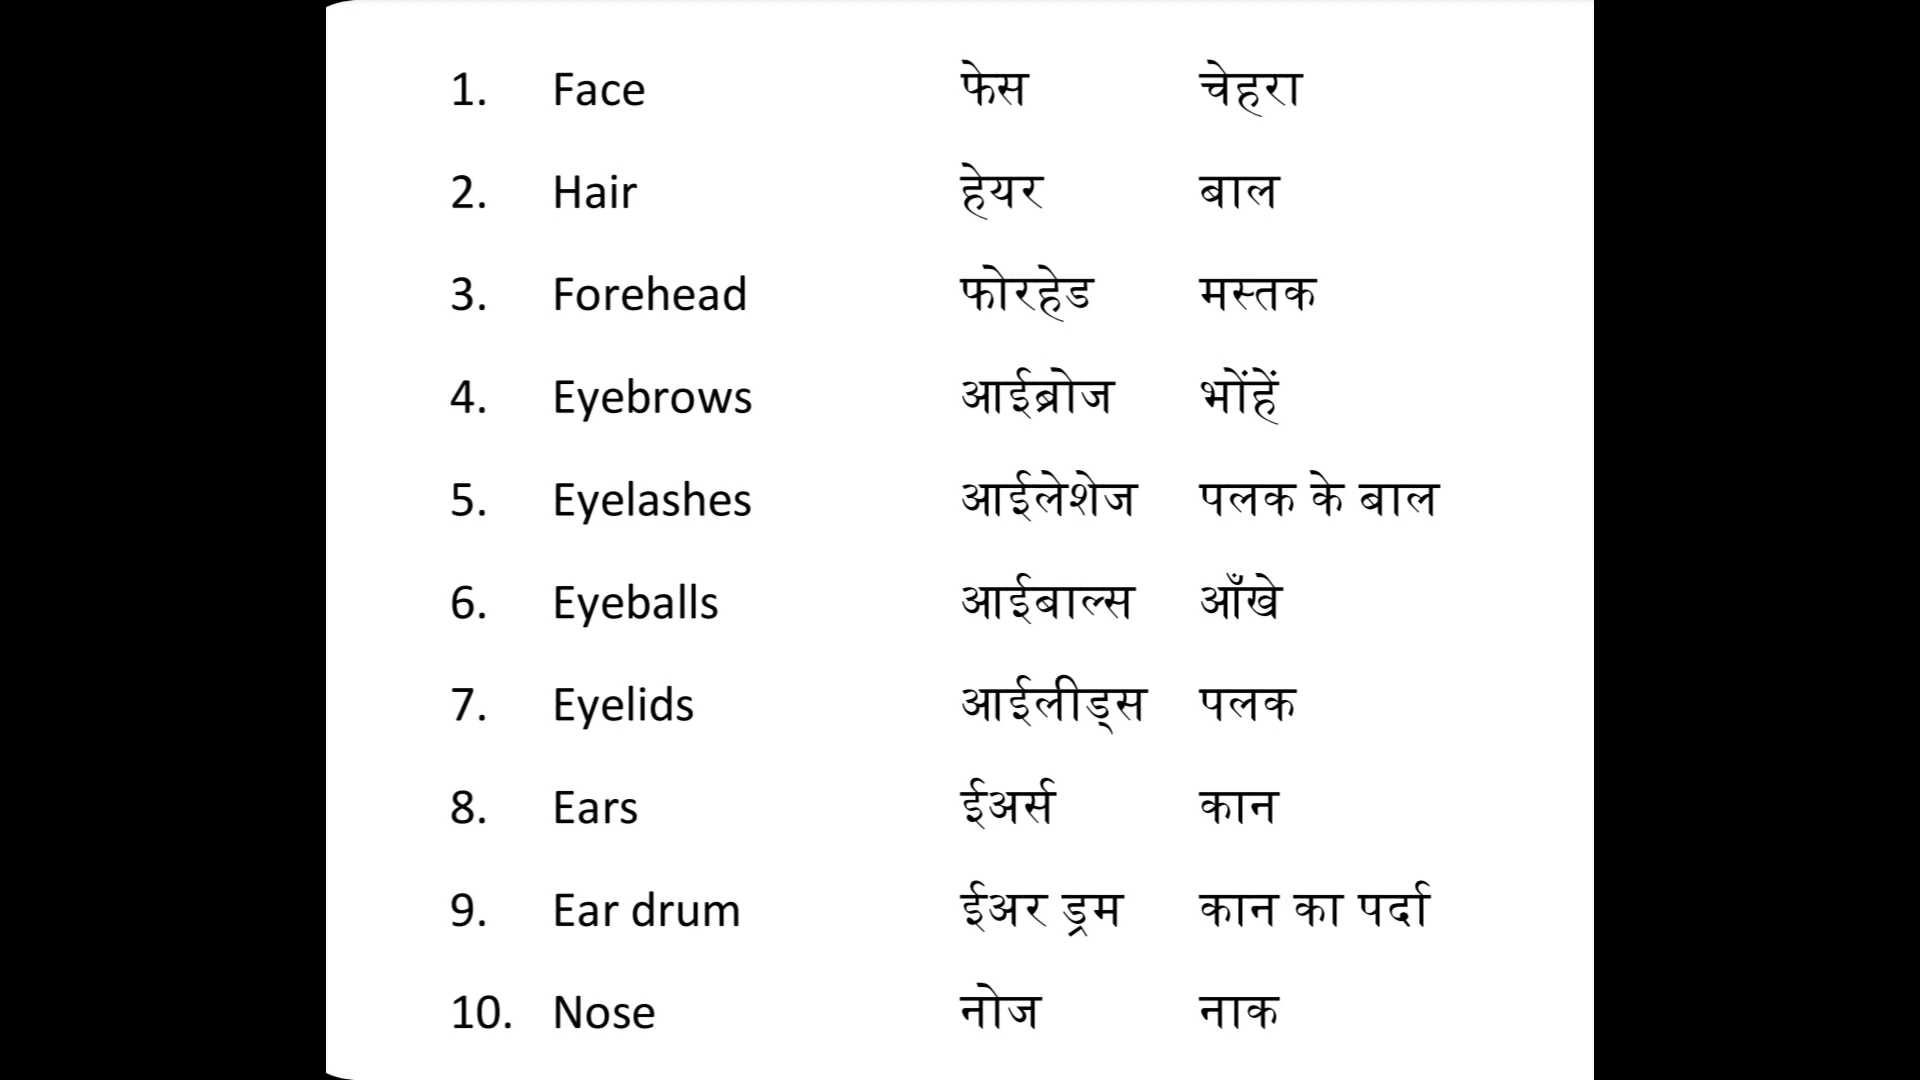 1. Face फेस चेहरा
2. Hair हेयर बाल
3. Forehead फोरहेड मस्तक
4. Eyebrows आईब्रोज भोंहें
5. Eyelashes आईलेशेज पलक के बाल
6. Eyeballs आईबाल्स आँखे
7. Eyelids आईलीड्स पलक
8. Ears ईअर्स कान
9. Ear drum ईअर ड्रम कान का पर्दा
10. Nose नोज नाक